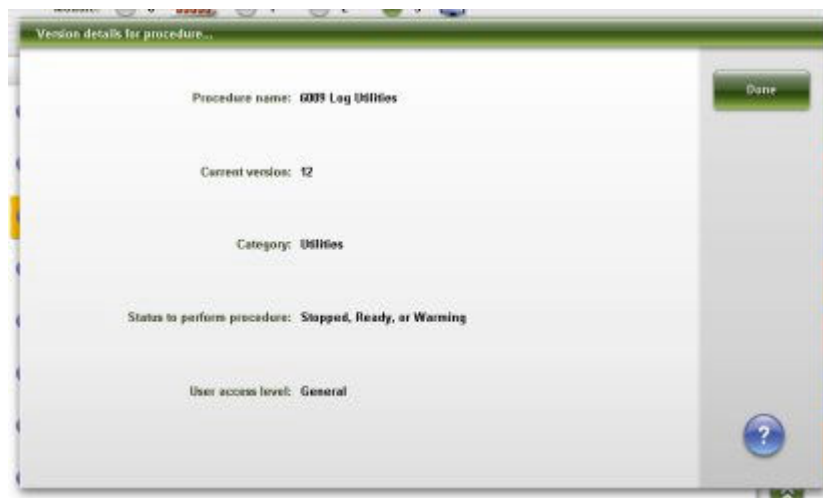 Version details for procedure...
Done
Procedure name: 6009 Log Utilities
Current version: 12
Category: Utilities
Status to perform procedure: Stopped, Ready, or Warming
User access level: General
?